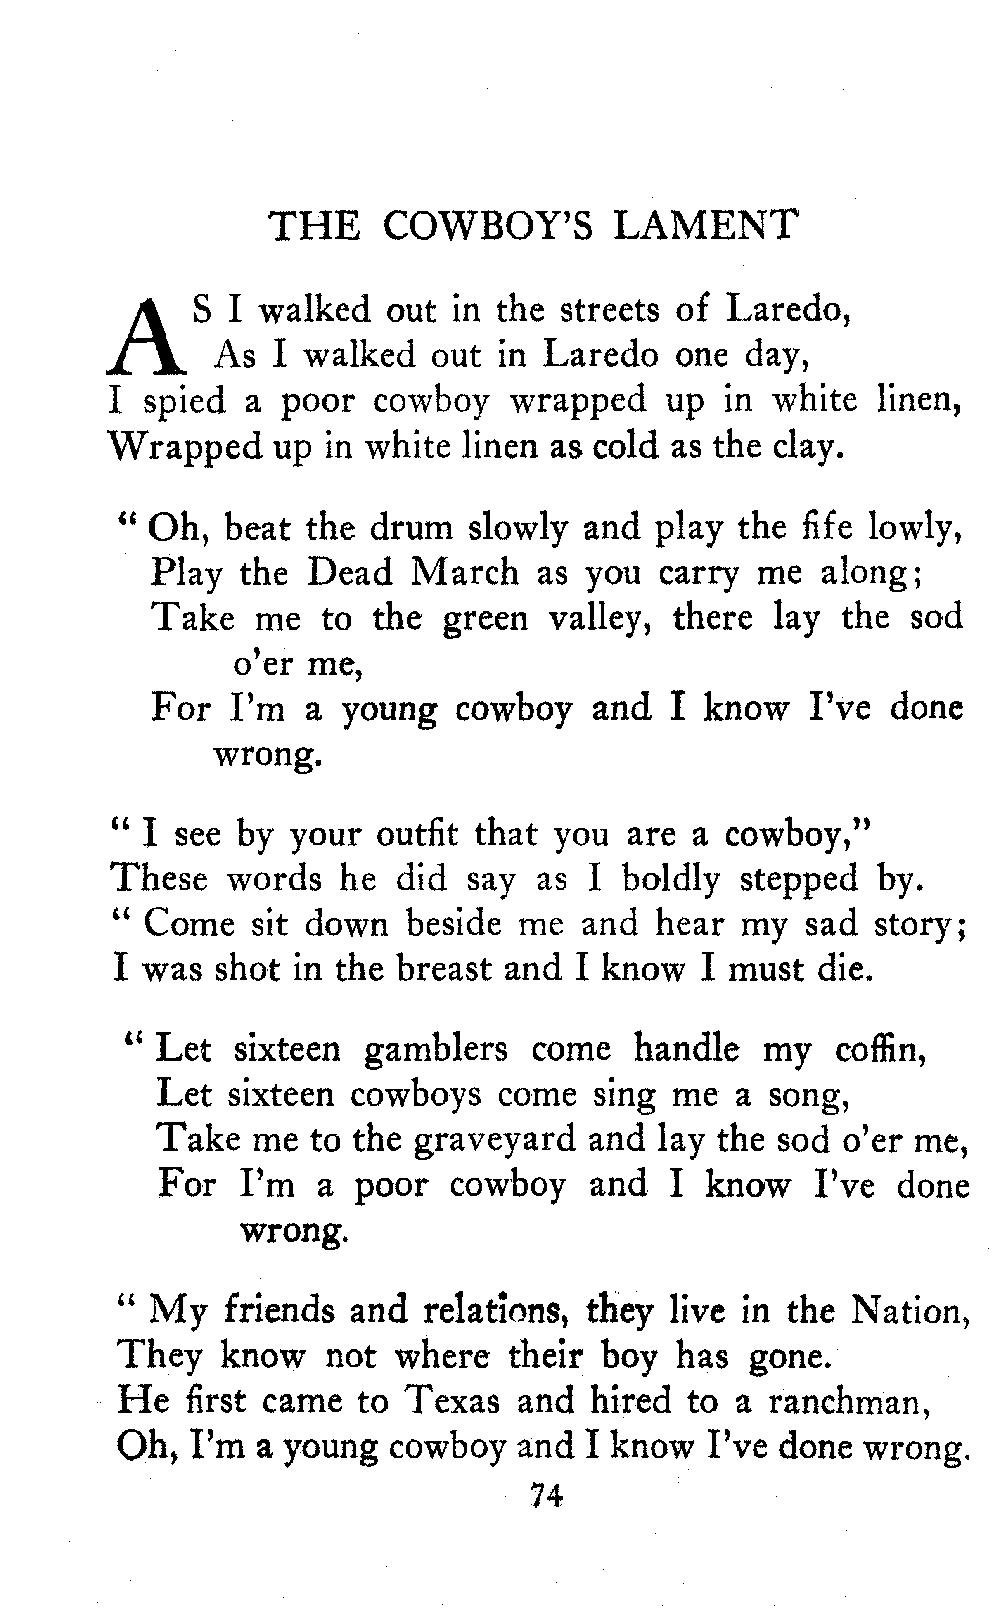 THE COWBOY'S LAMENT
AS I walked out in the streets of Laredo,
As I walked out in Laredo one day,
I spied a poor cowboy wrapped up in white linen,
Wrapped up in white linen as cold as the clay.
“ Oh, beat the drum slowly and play the fife lowly,
Play the Dead March as you carry me along;
Take me to the green valley, there lay the sod
o'er me,
For I'm a young cowboy and I know I've done
wrong.
“ I see by your outfit that you are a cowboy,”
These words he did say as I boldly stepped by.
“ Come sit down beside me and hear my sad story;
I was shot in the breast and I know I must die.
“ Let sixteen gamblers come handle my coffin,
Let sixteen cowboys come sing me a song,
Take me to the graveyard and lay the sod o'er me,
For I'm a poor cowboy and I know I've done
wrong.
“ My friends and relations, they live in the Nation,
They know not where their boy has gone.
He first came to Texas and hired to a ranchman,
Oh, I'm a young cowboy and I know I've done wrong.
74